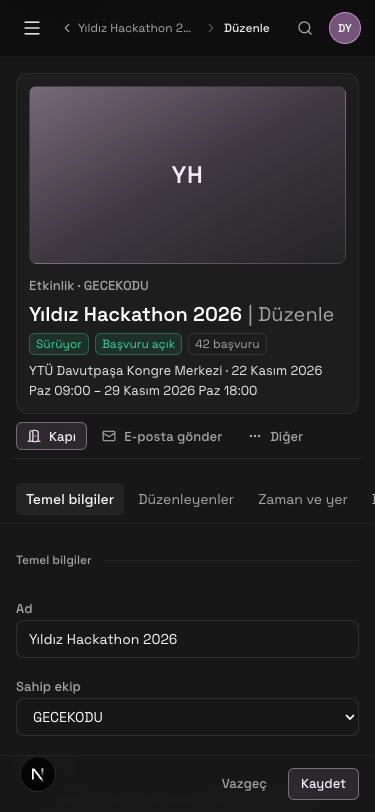 Yıldız Hackathon 2...
Düzenle
DY
YH
Etkinlik · GECEKODU
Yıldız Hackathon 2026 | Düzenle
Sürüyor
Başvuru açık
42 başvuru
YTÜ Davutpaşa Kongre Merkezi · 22 Kasım 2026
Paz 09:00 – 29 Kasım 2026 Paz 18:00
Kapı
E-posta gönder
Diğer
Temel bilgiler
Düzenleyenler
Zaman ve yer
Temel bilgiler
Ad
Yıldız Hackathon 2026
Sahip ekip
GECEKODU
N
Vazgeç
Kaydet